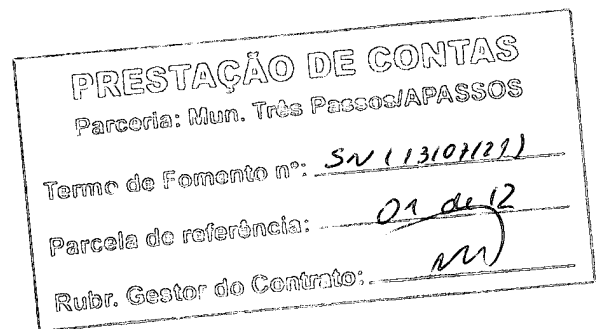 PRESTAÇÃO DE CONTAS
Parceria: Mun. Três Passos/APASSOS
Termo de Fomento nº: SN (13/07/21)
Parcela de referência: 01 de 12
Rubr. Gestor do Contrato: